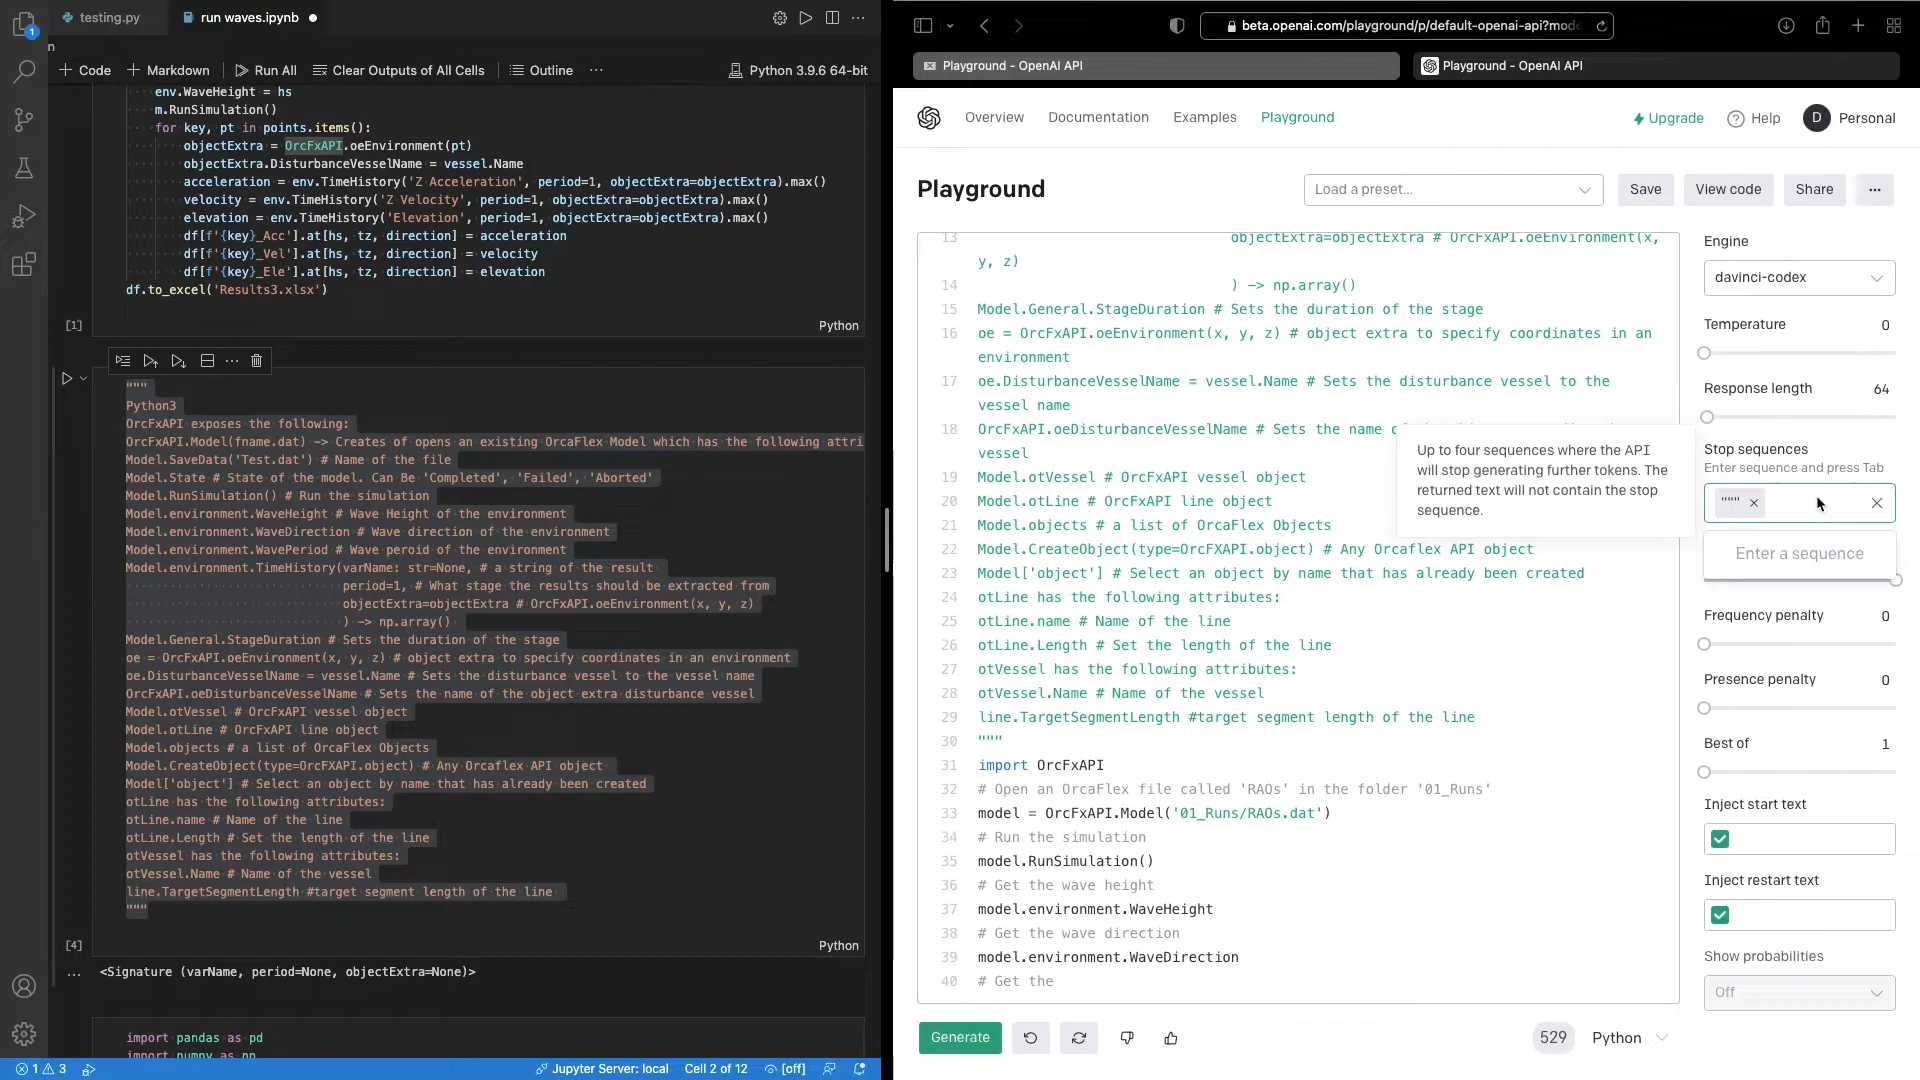 testing.py
run waves.ipynb
n
Code
Markdown
Run All
Clear Outputs of All Cells
Outline
Python 3.9.6 64-bit
env.WaveHeight = hs
m.RunSimulation()
for key, pt in points.items():
objectExtra = OrcFxAPI.oeEnvironment(pt)
objectExtra.DisturbanceVesselName = vessel.Name
acceleration = env.TimeHistory('Z Acceleration', period=1, objectExtra=objectExtra).max()
velocity = env.TimeHistory('Z Velocity', period=1, objectExtra=objectExtra).max()
elevation = env.TimeHistory('Elevation', period=1, objectExtra=objectExtra).max()
df[f'{key}_Acc'].at[hs, tz, direction] = acceleration
df[f'{key}_Vel'].at[hs, tz, direction] = velocity
df[f'{key}_Ele'].at[hs, tz, direction] = elevation
df.to_excel('Results3.xlsx')
[1]
Python
"""
Python3
OrcFxAPI exposes the following:
OrcFxAPI.Model(fname.dat) -> Creates of opens an existing OrcaFlex Model which has the following attri
Model.SaveData('Test.dat') # Name of the file
Model.State # State of the model. Can Be 'Completed', 'Failed', 'Aborted'
Model.RunSimulation() # Run the simulation
Model.environment.WaveHeight # Wave Height of the environment
Model.environment.WaveDirection # Wave direction of the environment
Model.environment.WavePeriod # Wave peroid of the environment
Model.environment.TimeHistory(varName: str=None, # a string of the result
period=1, # What stage the results should be extracted from
objectExtra=objectExtra # OrcFxAPI.oeEnvironment(x, y, z)
) -> np.array()
Model.General.StageDuration # Sets the duration of the stage
oe = OrcFxAPI.oeEnvironment(x, y, z) # object extra to specify coordinates in an environment
oe.DisturbanceVesselName = vessel.Name # Sets the disturbance vessel to the vessel name
OrcFxAPI.oeDisturbanceVesselName # Sets the name of the object extra disturbance vessel
Model.otVessel # OrcFxAPI vessel object
Model.otLine # OrcFxAPI line object
Model.objects # a list of OrcaFlex Objects
Model.CreateObject(type=OrcFXAPI.object) # Any Orcaflex API object
Model['object'] # Select an object by name that has already been created
otLine has the following attributes:
otLine.name # Name of the line
otLine.Length # Set the length of the line
otVessel has the following attributes:
otVessel.Name # Name of the vessel
line.TargetSegmentLength #target segment length of the line
"""
[4]
Python
... <Signature (varName, period=None, objectExtra=None)>
import pandas as pd
import numpy as np
1
1 3
Jupyter Server: local
Cell 2 of 12
[off]
beta.openai.com/playground/p/default-openai-api?mod
Playground - OpenAI API
Playground - OpenAI API
Overview
Documentation
Examples
Playground
Upgrade
Help
D
Personal
Playground
Load a preset...
Save
View code
Share
...
13 objectExtra=objectExtra # OrcFxAPI.oeEnvironment(x,
y, z)
14 ) -> np.array()
15 Model.General.StageDuration # Sets the duration of the stage
16 oe = OrcFxAPI.oeEnvironment(x, y, z) # object extra to specify coordinates in an
environment
17 oe.DisturbanceVesselName = vessel.Name # Sets the disturbance vessel to the
vessel name
18 OrcFxAPI.oeDisturbanceVesselName # Sets the name
vessel
19 Model.otVessel # OrcFxAPI vessel object
20 Model.otLine # OrcFxAPI line object
21 Model.objects # a list of OrcaFlex Objects
22 Model.CreateObject(type=OrcFXAPI.object) # Any Orcaflex API object
23 Model['object'] # Select an object by name that has already been created
24 otLine has the following attributes:
25 otLine.name # Name of the line
26 otLine.Length # Set the length of the line
27 otVessel has the following attributes:
28 otVessel.Name # Name of the vessel
29 line.TargetSegmentLength #target segment length of the line
30 """
31 import OrcFxAPI
32 # Open an OrcaFlex file called 'RAOs' in the folder '01_Runs'
33 model = OrcFxAPI.Model('01_Runs/RAOs.dat')
34 # Run the simulation
35 model.RunSimulation()
36 # Get the wave height
37 model.environment.WaveHeight
38 # Get the wave direction
39 model.environment.WaveDirection
40 # Get the
Up to four sequences where the API
will stop generating further tokens. The
returned text will not contain the stop
sequence.
Engine
davinci-codex
Temperature 0
Response length 64
Stop sequences
Enter sequence and press Tab
"""
Enter a sequence
Frequency penalty 0
Presence penalty 0
Best of 1
Inject start text
Inject restart text
Show probabilities
Off
Generate
529
Python